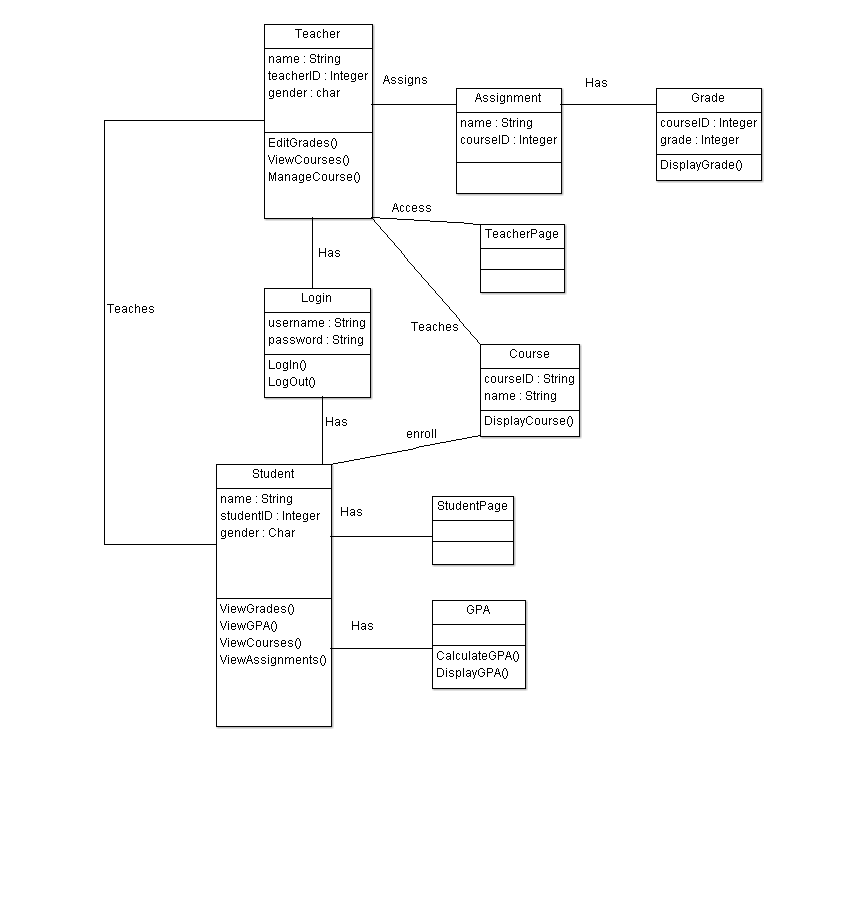 Teacher
name : String
teacherID : Integer
gender : char
EditGrades()
ViewCourses()
ManageCourse()
Assigns
Assignment
name : String
courseID : Integer
Has
Grade
courseID : Integer
grade : Integer
DisplayGrade()
Access
TeacherPage
Has
Teaches
Login
username : String
password : String
LogIn()
LogOut()
Teaches
Course
courseID : String
name : String
DisplayCourse()
Has
enroll
Student
name : String
studentID : Integer
gender : Char
ViewGrades()
ViewGPA()
ViewCourses()
ViewAssignments()
Has
StudentPage
Has
GPA
CalculateGPA()
DisplayGPA()